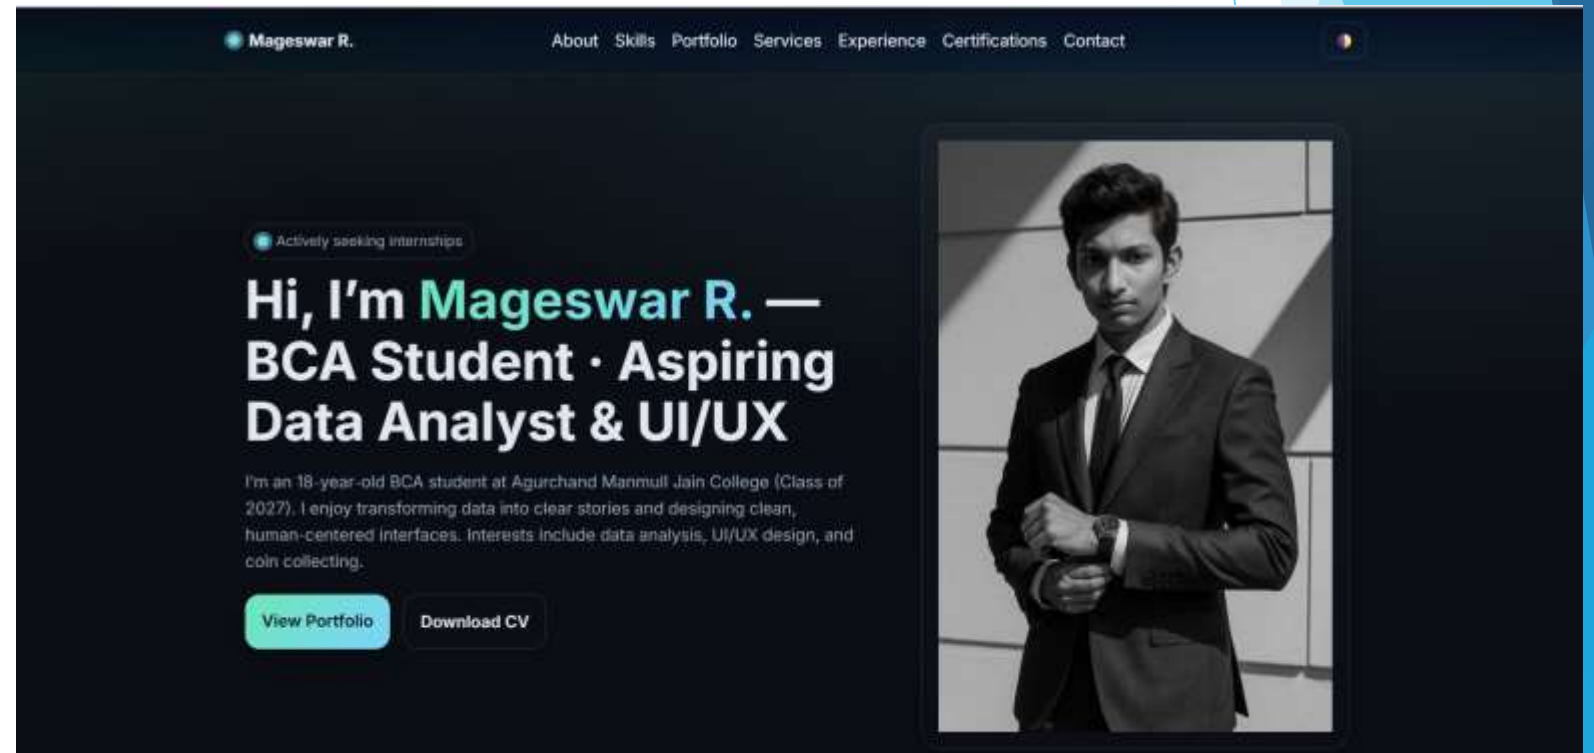 Mageswar R.
About Skills Portfolio Services Experience Certifications Contact
Actively seeking internships
Hi, I’m Mageswar R. —
BCA Student · Aspiring
Data Analyst & UI/UX
I'm an 18-year-old BCA student at Agurchand Manmull Jain College (Class of
2027). I enjoy transforming data into clear stories and designing clean,
human-centered interfaces. Interests include data analysis, UI/UX design, and
coin collecting.
View Portfolio Download CV